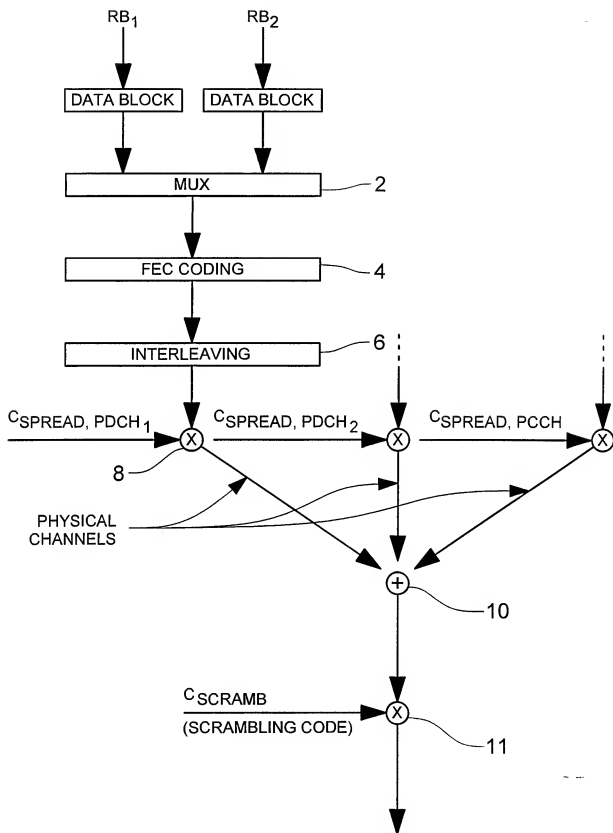 RB1 RB2
DATA BLOCK DATA BLOCK
MUX 2
FEC CODING 4
INTERLEAVING 6
CSPREAD, PDCH1 CSPREAD, PDCH2 CSPREAD, PCCH
X X X
8
PHYSICAL
CHANNELS
+ 10
CSCRAMB
(SCRAMBLING CODE)
X 11